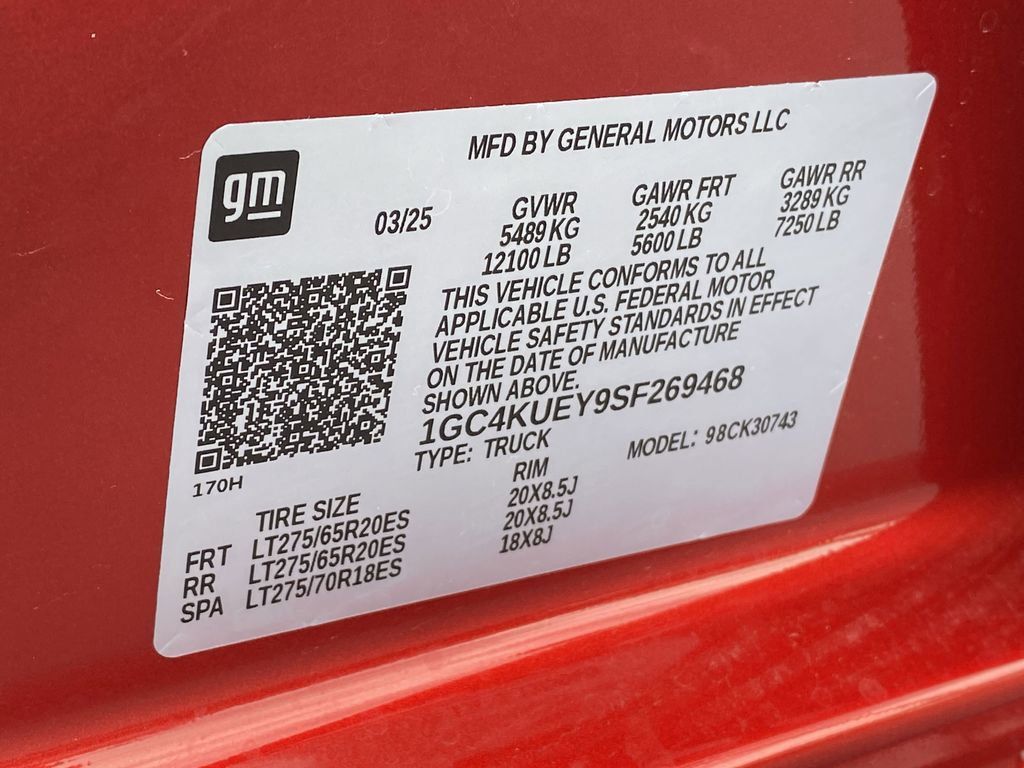 MFD BY GENERAL MOTORS LLC
gm
03/25
GVWR GAWR FRT GAWR RR
5489 KG 2540 KG 3289 KG
12100 LB 5600 LB 7250 LB
THIS VEHICLE CONFORMS TO ALL
APPLICABLE U.S. FEDERAL MOTOR
VEHICLE SAFETY STANDARDS IN EFFECT
ON THE DATE OF MANUFACTURE
SHOWN ABOVE.
1GC4KUEY9SF269468
TYPE: TRUCK MODEL: 98CK30743
170H
TIRE SIZE RIM
FRT LT275/65R20ES 20X8.5J
RR LT275/65R20ES 20X8.5J
SPA LT275/70R18ES 18X8J